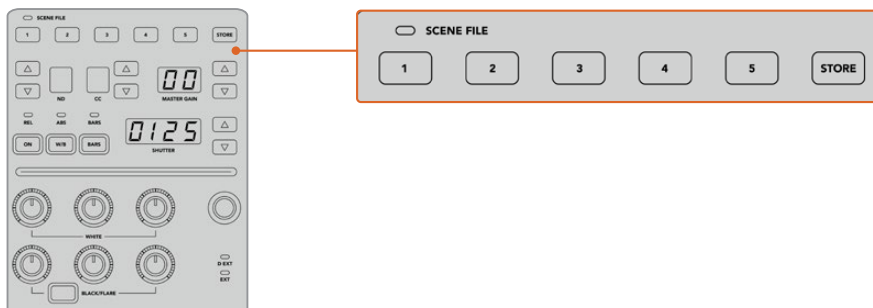 SCENE FILE
1 2 3 4 5 STORE
ND CC 00
MASTER GAIN
REL ABS BARS
ON W/B BARS
0125
SHUTTER
WHITE
D EXT
EXT
BLACK/FLARE
SCENE FILE
1 2 3 4 5 STORE